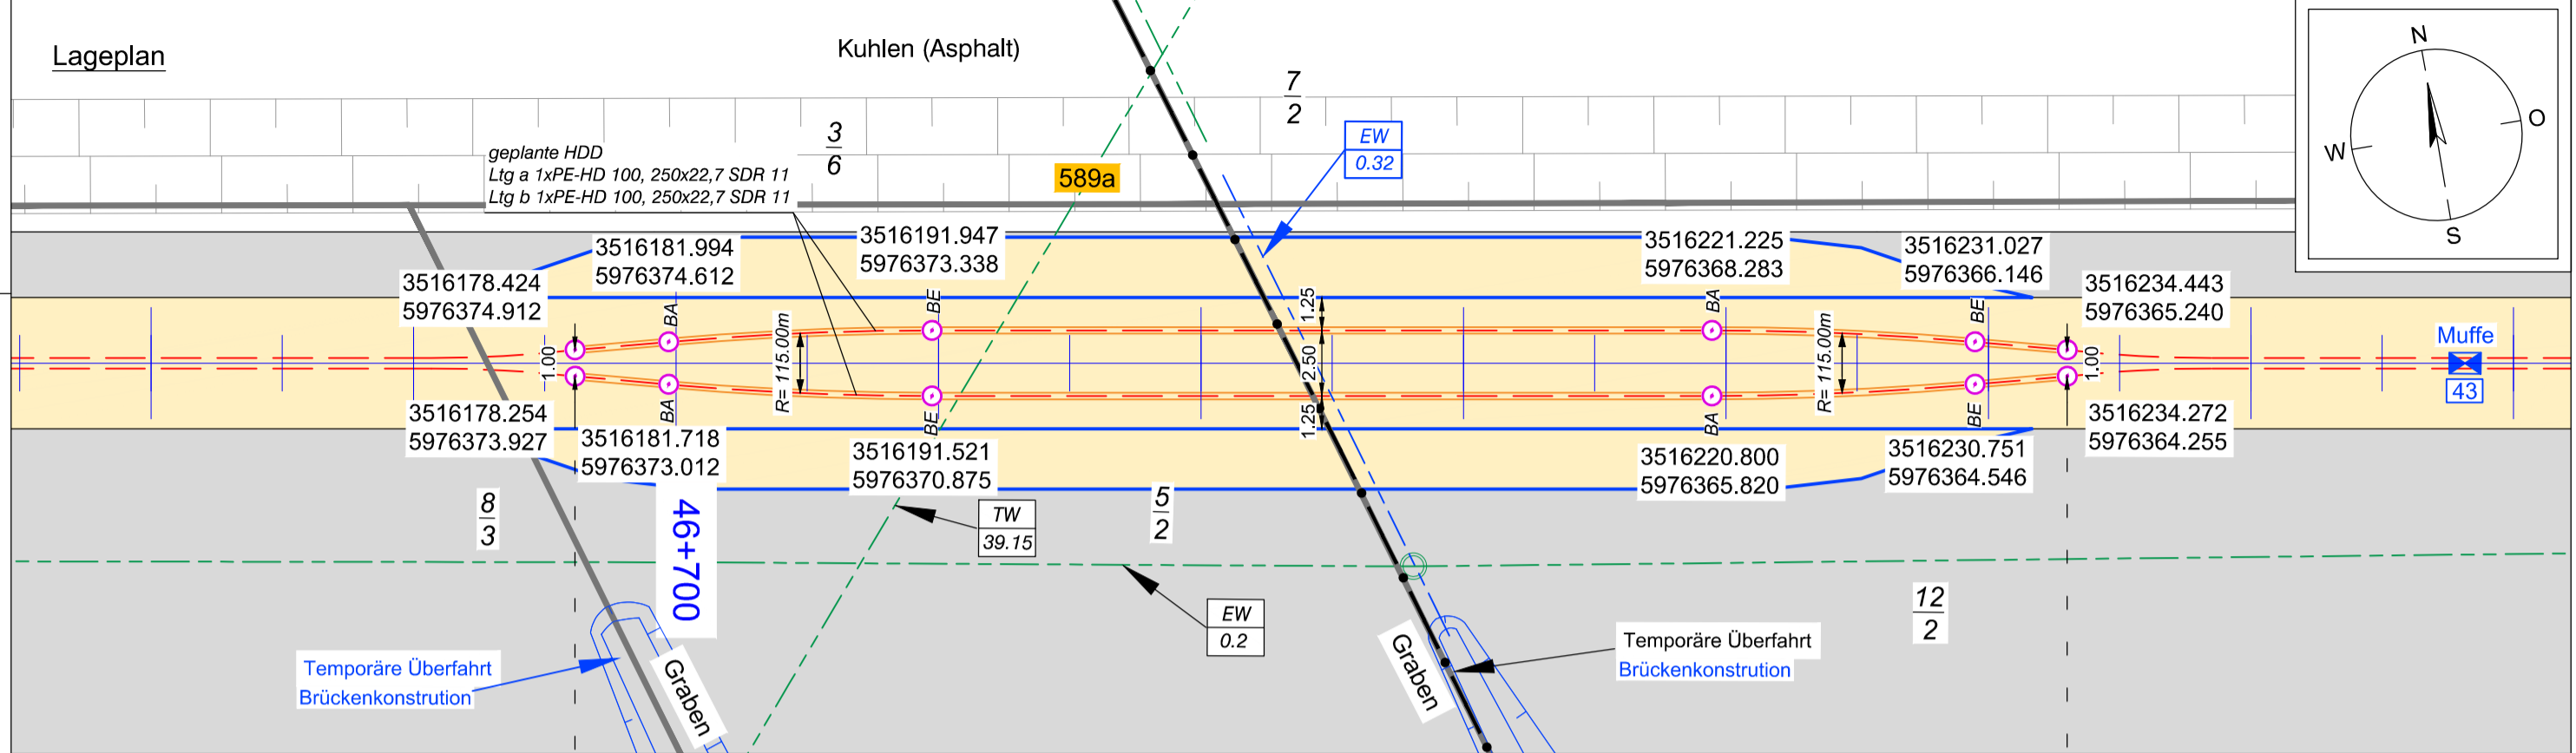 Lageplan
Kuhlen (Asphalt)
N
O
W
S
7
2
3
6
EW
0.32
geplante HDD
Ltg a 1xPE-HD 100, 250x22,7 SDR 11
Ltg b 1xPE-HD 100, 250x22,7 SDR 11
589a
3516178.424
5976374.912
3516181.994
5976374.612
3516191.947
5976373.338
3516221.225
5976368.283
3516231.027
5976366.146
3516234.443
5976365.240
BA
BE
BA
BE
1.00
R= 115.00m
1.25
2.50
1.25
R= 115.00m
1.00
Muffe
43
BA
BE
BA
BE
3516178.254
5976373.927
3516181.718
5976373.012
3516191.521
5976370.875
3516220.800
5976365.820
3516230.751
5976364.546
3516234.272
5976364.255
8
3
46+700
TW
39.15
5
2
EW
0.2
12
2
Temporäre Überfahrt
Brückenkonstrution
Graben
Graben
Temporäre Überfahrt
Brückenkonstrution